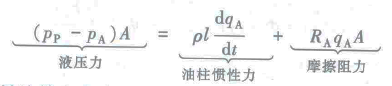 (p_P − p_A)A = ρl dq_A/dt + R_A q_A A
液压力 油柱惯性力 摩擦阻力